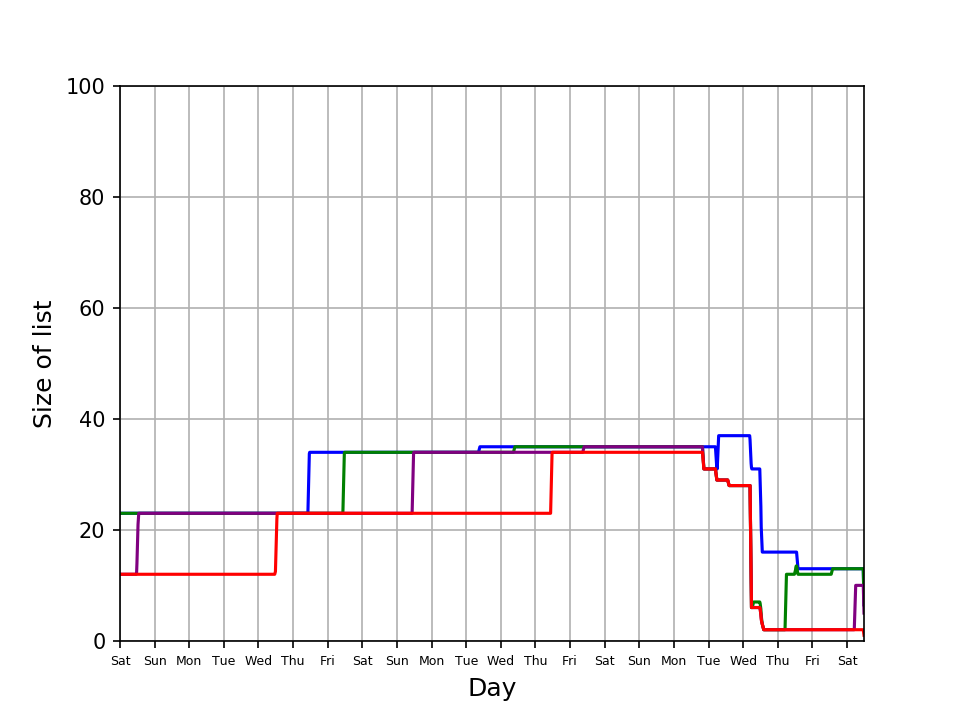 100
80
60
40
20
0
Size of list
Sat Sun Mon Tue Wed Thu Fri Sat Sun Mon Tue Wed Thu Fri Sat Sun Mon Tue Wed Thu Fri Sat
Day